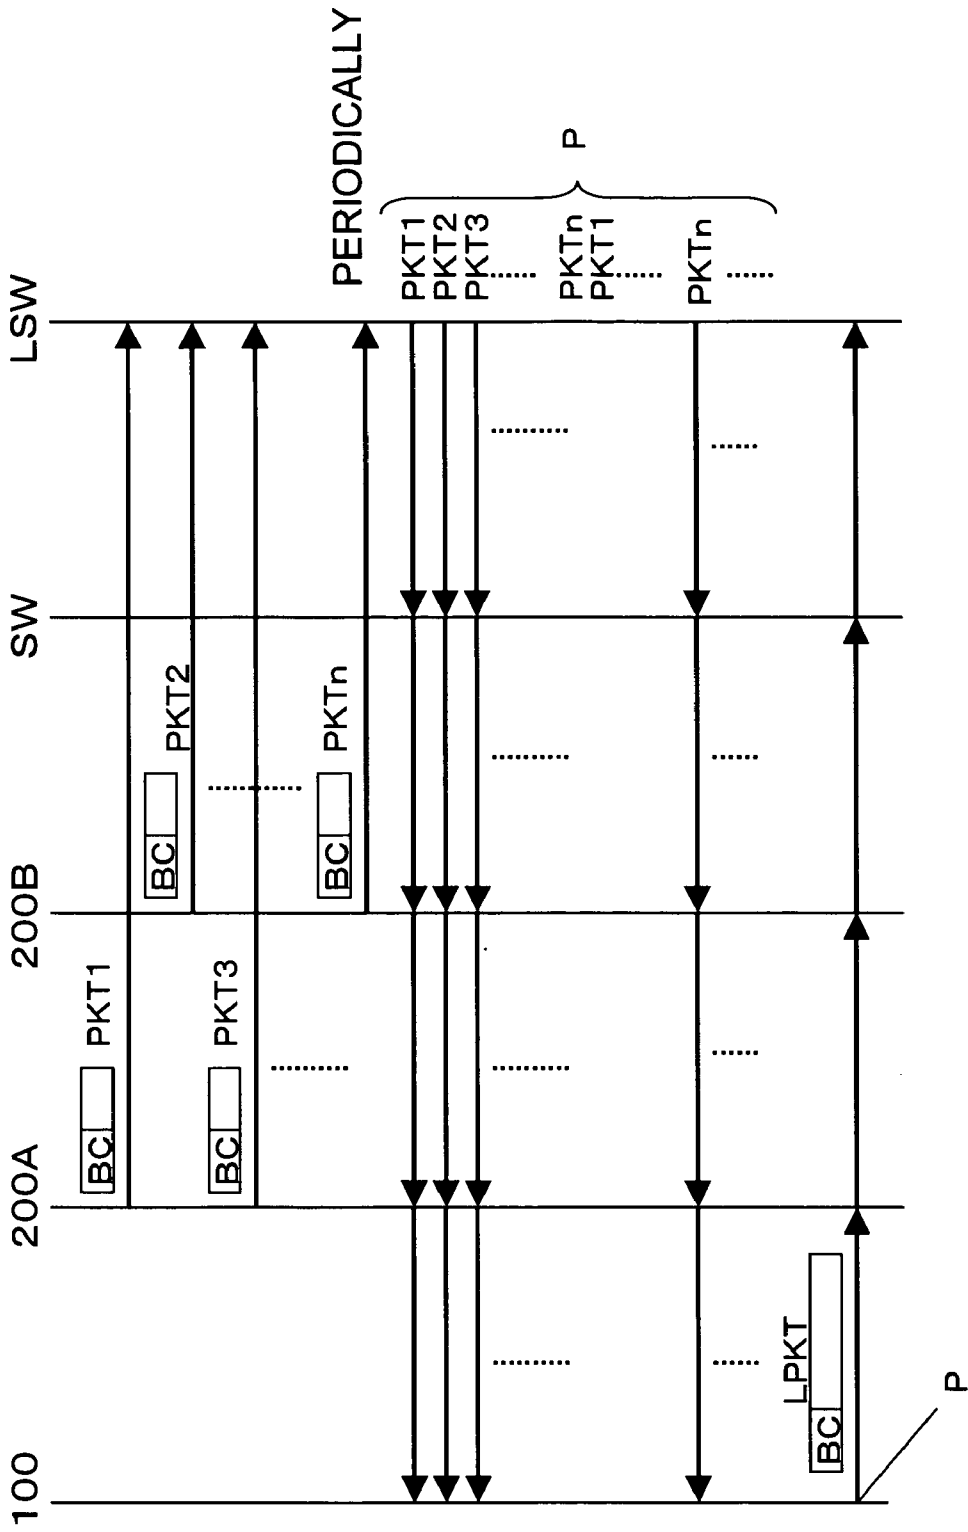 100
200A
200B
SW
LSW
BC
PKT1
BC
PKT2
BC
PKT3
BC
PKTn
PERIODICALLY
PKT1
PKT2
PKT3
PKTn
PKT1
PKTn
P
LPKT
BC
P